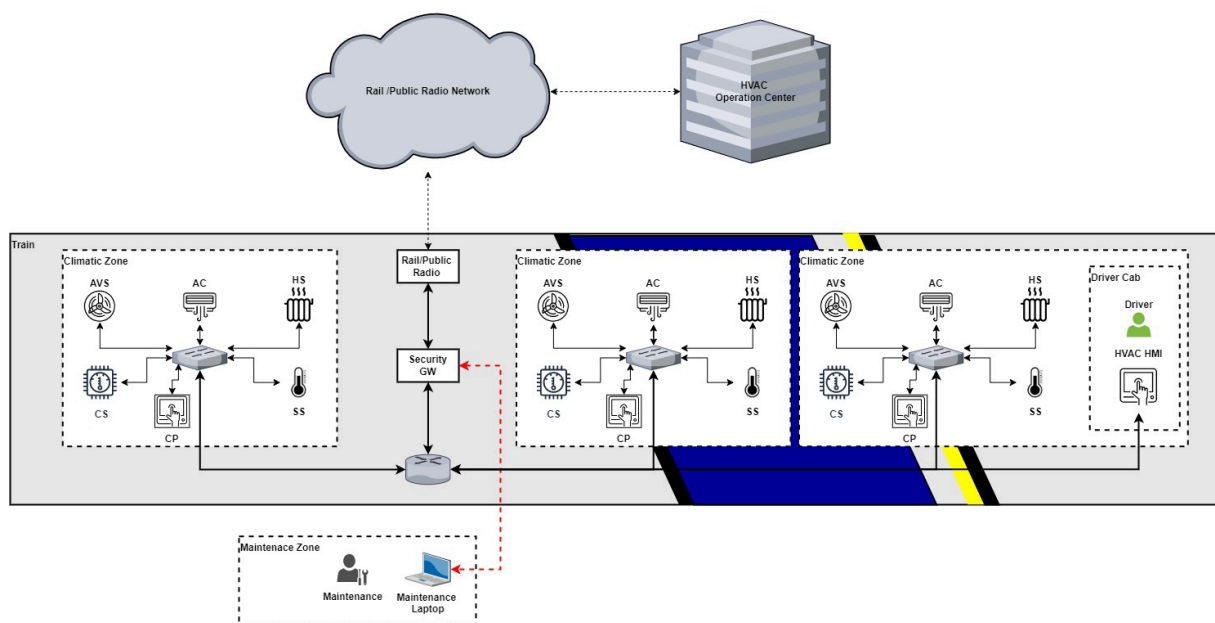 Rail /Public Radio Network
HVAC
Operation Center
Train
Climatic Zone
AVS
AC
HS
CS
CP
SS
Rail/Public
Radio
Security
GW
Climatic Zone
AVS
AC
HS
CS
CP
SS
Climatic Zone
AVS
AC
HS
CS
CP
SS
Driver Cab
Driver
HVAC HMI
Maintenace Zone
Maintenance
Maintenance
Laptop